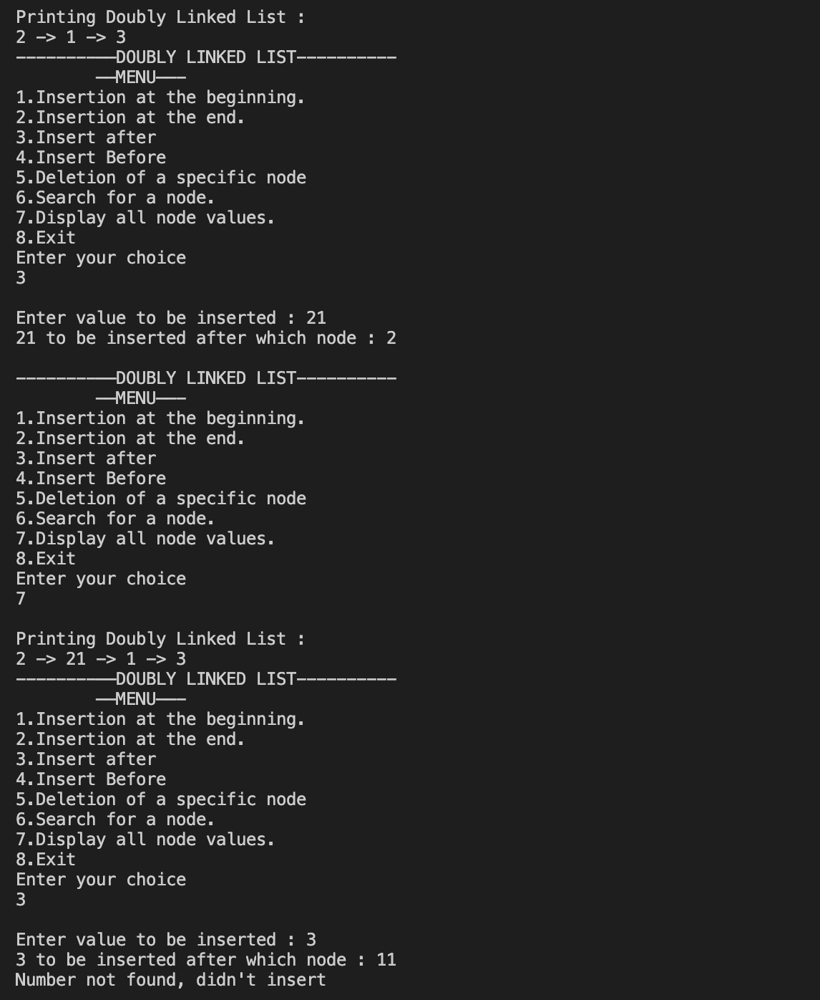 Printing Doubly Linked List :
2 -> 1 -> 3
----------DOUBLY LINKED LIST----------
        --MENU---
1.Insertion at the beginning.
2.Insertion at the end.
3.Insert after
4.Insert Before
5.Deletion of a specific node
6.Search for a node.
7.Display all node values.
8.Exit
Enter your choice
3

Enter value to be inserted : 21
21 to be inserted after which node : 2

----------DOUBLY LINKED LIST----------
        --MENU---
1.Insertion at the beginning.
2.Insertion at the end.
3.Insert after
4.Insert Before
5.Deletion of a specific node
6.Search for a node.
7.Display all node values.
8.Exit
Enter your choice
7

Printing Doubly Linked List :
2 -> 21 -> 1 -> 3
----------DOUBLY LINKED LIST----------
        --MENU---
1.Insertion at the beginning.
2.Insertion at the end.
3.Insert after
4.Insert Before
5.Deletion of a specific node
6.Search for a node.
7.Display all node values.
8.Exit
Enter your choice
3

Enter value to be inserted : 3
3 to be inserted after which node : 11
Number not found, didn't insert